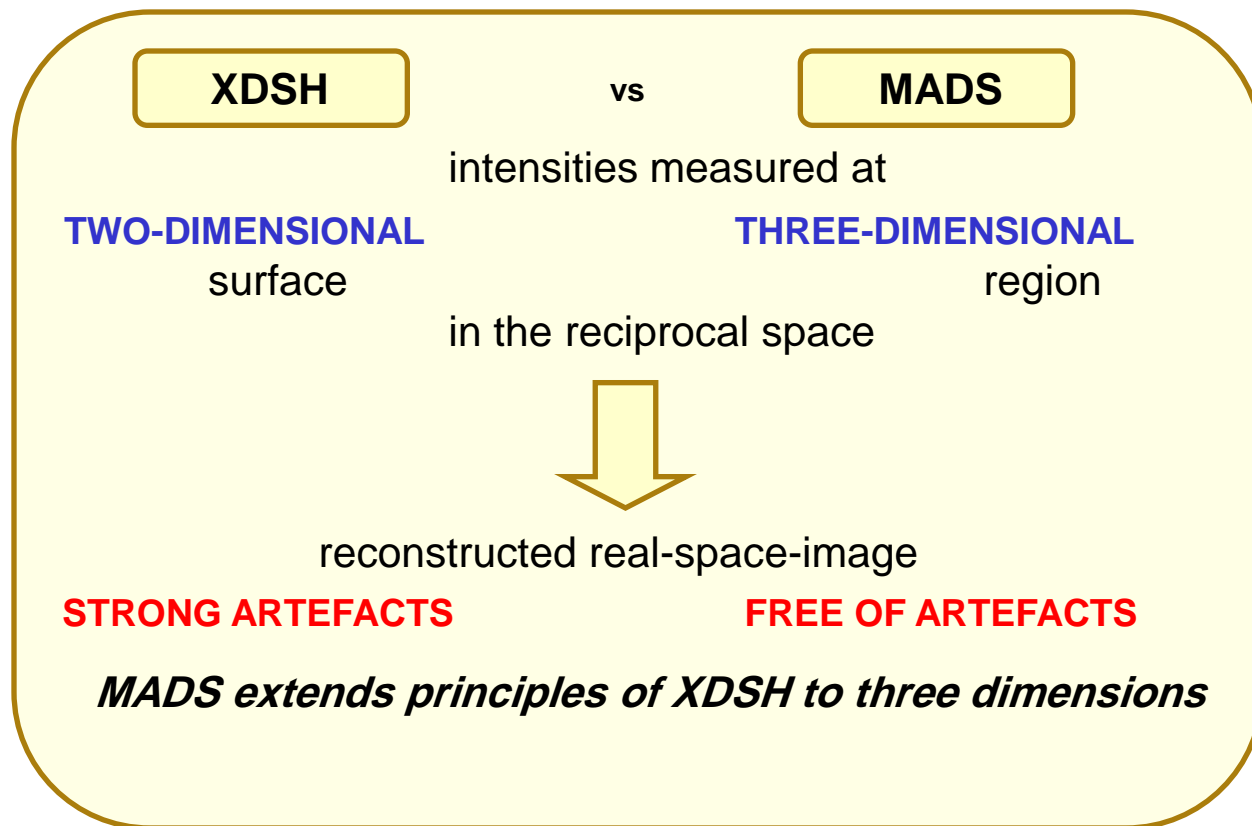 XDSH vs MADS
intensities measured at
TWO-DIMENSIONAL THREE-DIMENSIONAL
surface region
in the reciprocal space
reconstructed real-space-image
STRONG ARTEFACTS FREE OF ARTEFACTS
MADS extends principles of XDSH to three dimensions